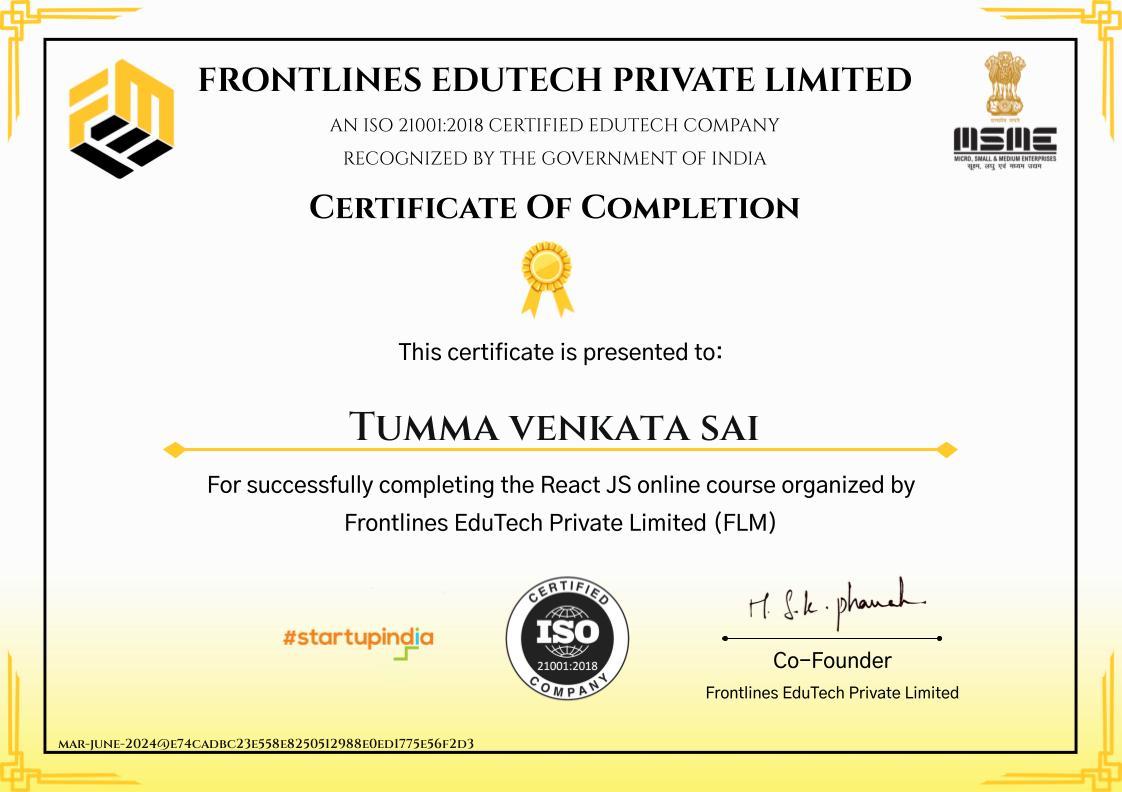 FRONTLINES EDUTECH PRIVATE LIMITED
AN ISO 21001:2018 CERTIFIED EDUTECH COMPANY
RECOGNIZED BY THE GOVERNMENT OF INDIA
MSME
MICRO, SMALL & MEDIUM ENTERPRISES
सूक्ष्म, लघु एवं मध्यम उद्यम
CERTIFICATE OF COMPLETION
This certificate is presented to:
TUMMA VENKATA SAI
For successfully completing the React JS online course organized by
Frontlines EduTech Private Limited (FLM)
#startupindia
CERTIFIED
ISO
21001:2018
COMPANY
Co-Founder
Frontlines EduTech Private Limited
MAR-JUNE-2024@E74CADBC23E558E8250512988E0ED1775E56F2D3